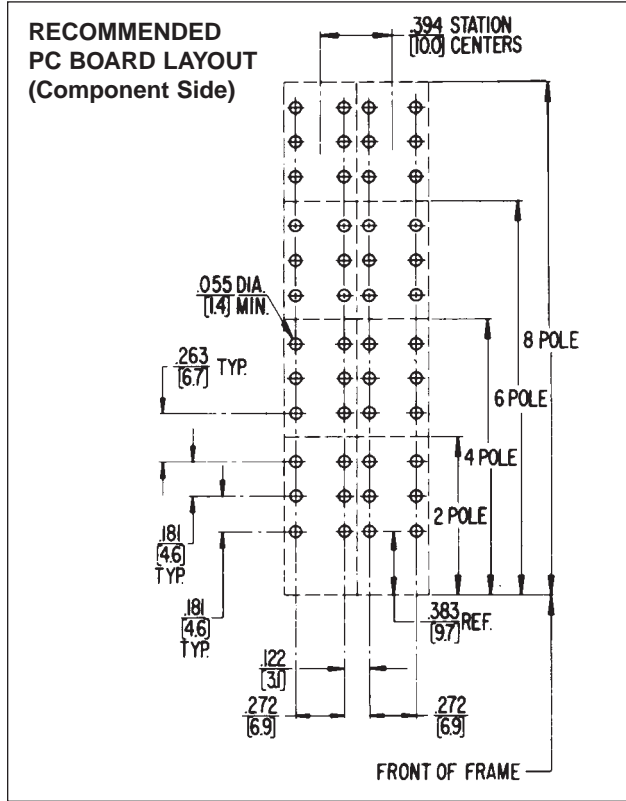 RECOMMENDED
PC BOARD LAYOUT
(Component Side)
.394 STATION
[10.0] CENTERS
.055 DIA.
[1.4] MIN.
.263 TYP.
[6.7]
8 POLE
6 POLE
4 POLE
2 POLE
.181
[4.6]
TYP.
.181
[4.6]
TYP.
.383 REF.
[9.7]
.122
[3.1]
.272
[6.9]
.272
[6.9]
FRONT OF FRAME